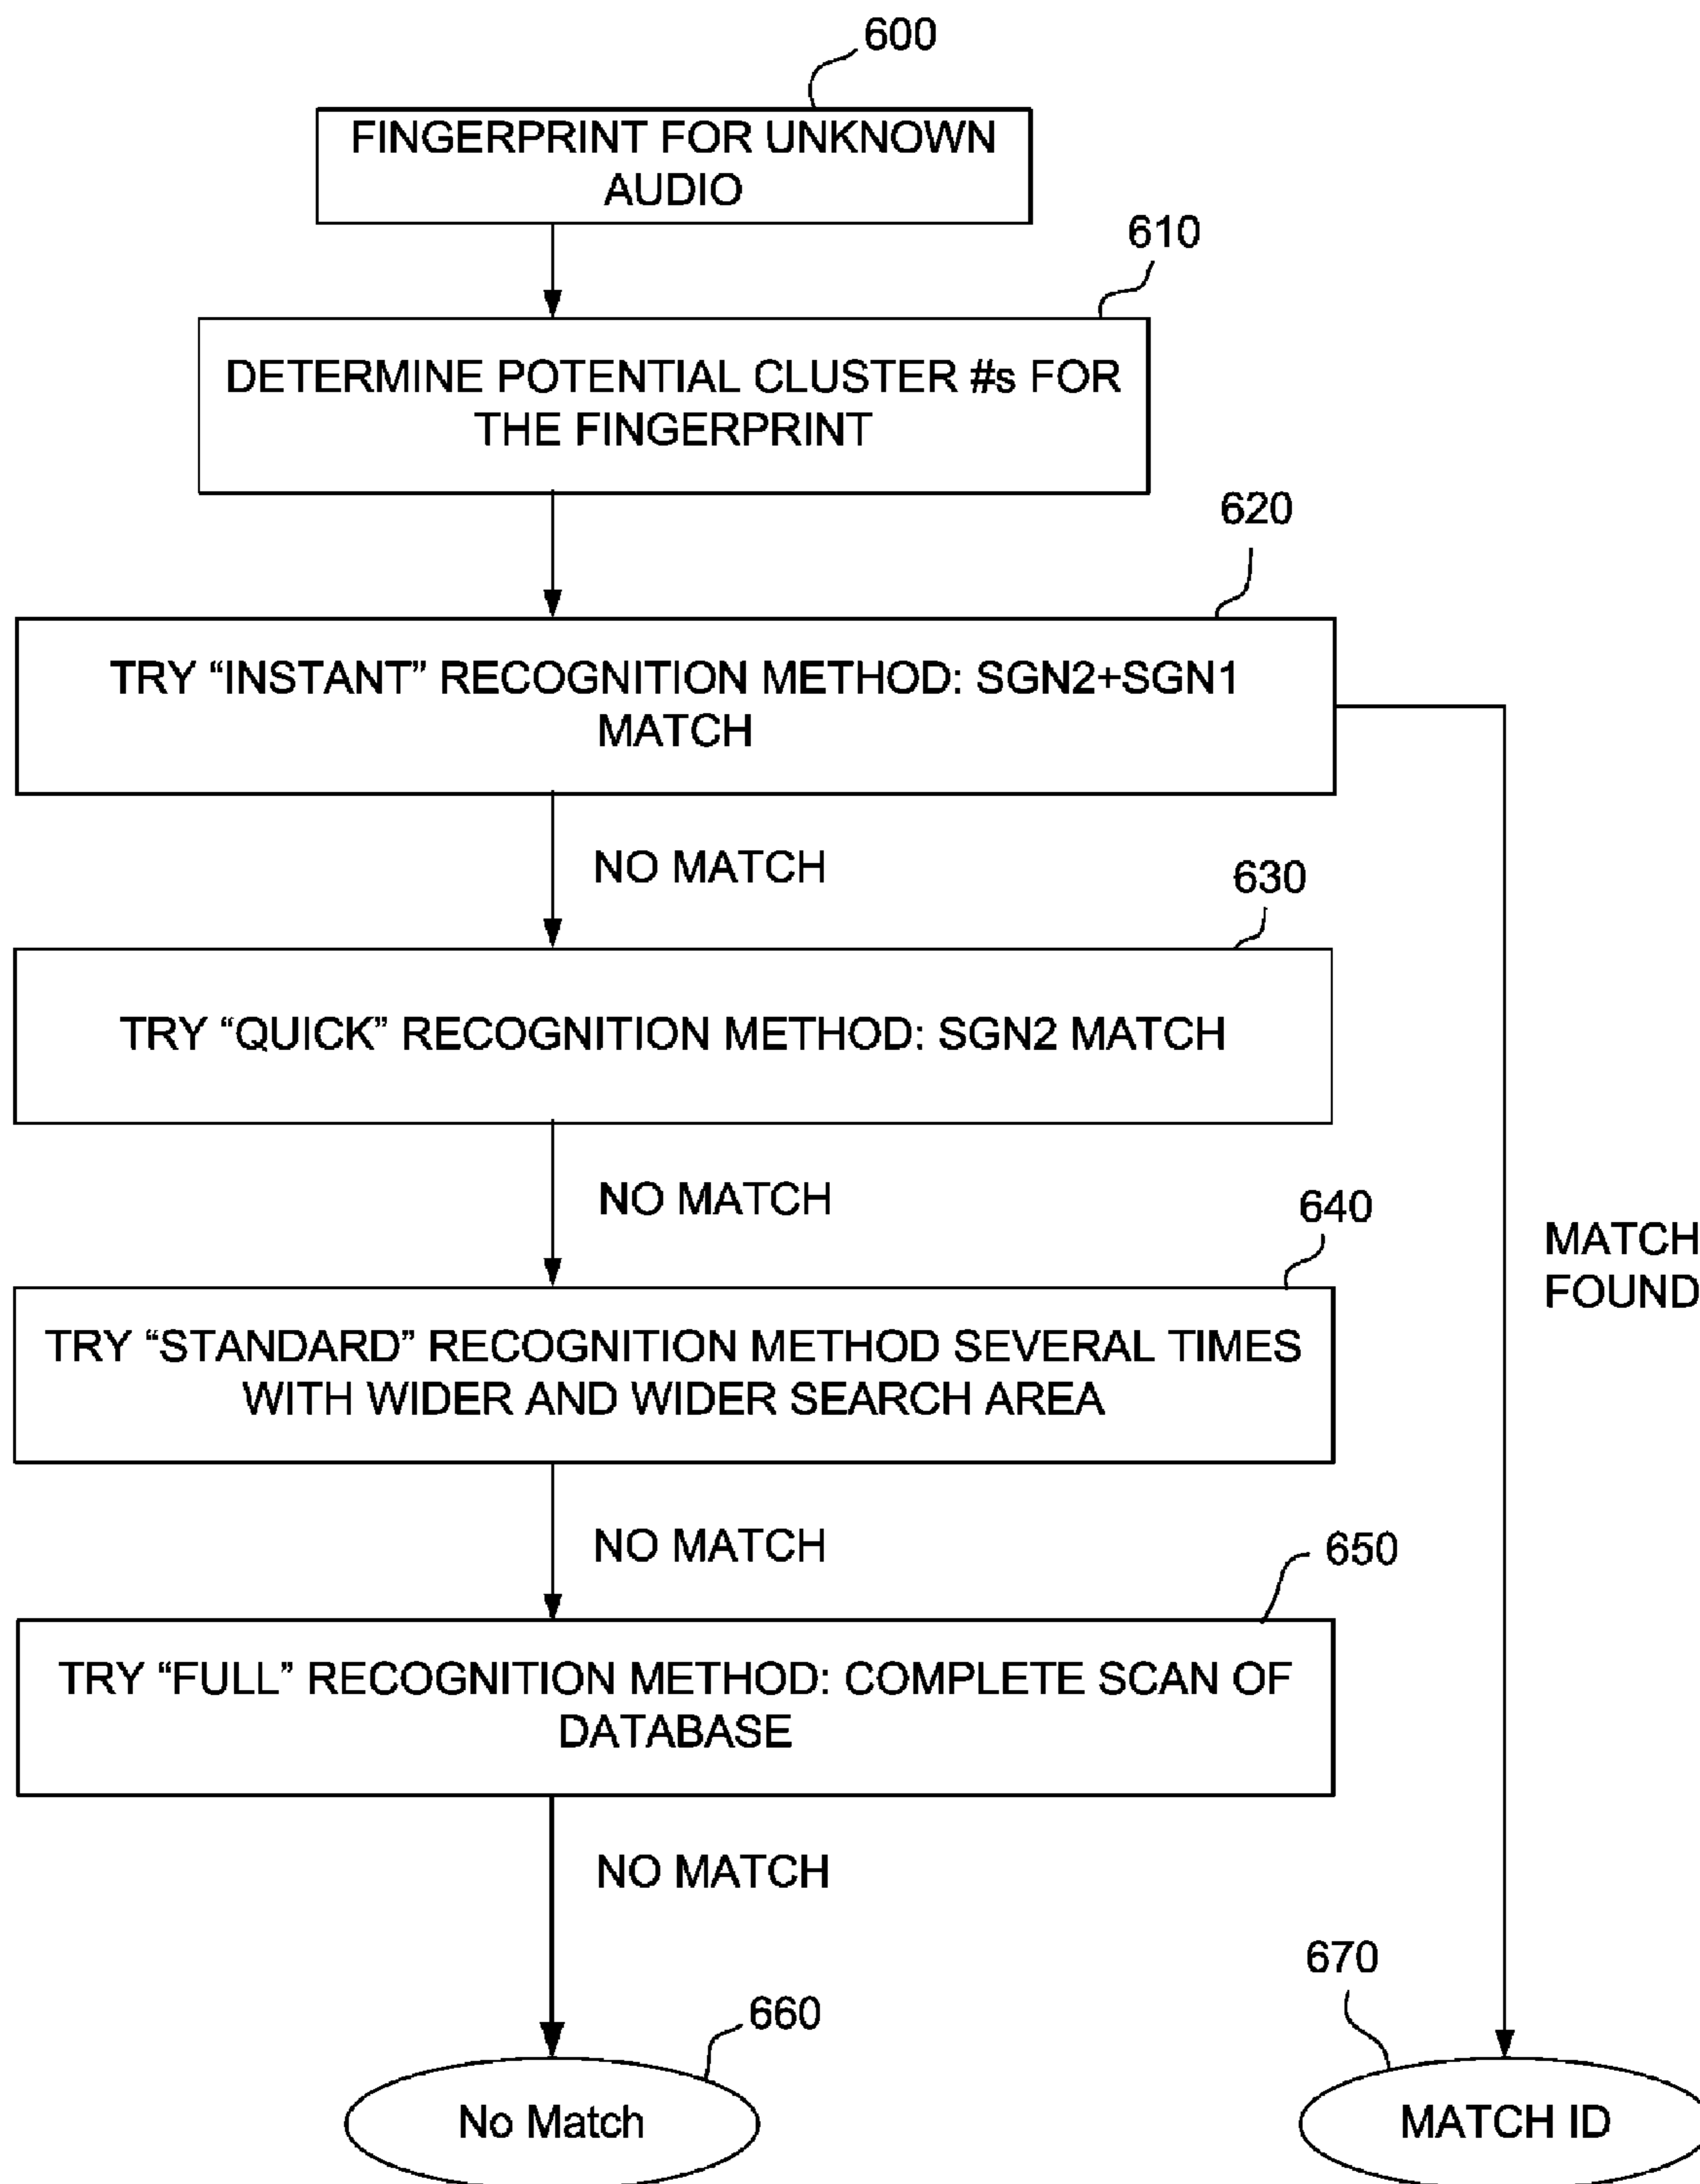 600
FINGERPRINT FOR UNKNOWN
AUDIO
610
DETERMINE POTENTIAL CLUSTER #s FOR
THE FINGERPRINT
620
TRY “INSTANT” RECOGNITION METHOD: SGN2+SGN1
MATCH
NO MATCH
630
TRY “QUICK” RECOGNITION METHOD: SGN2 MATCH
NO MATCH
640
MATCH
FOUND
TRY “STANDARD” RECOGNITION METHOD SEVERAL TIMES
WITH WIDER AND WIDER SEARCH AREA
NO MATCH
650
TRY “FULL” RECOGNITION METHOD: COMPLETE SCAN OF
DATABASE
NO MATCH
660
No Match
670
MATCH ID